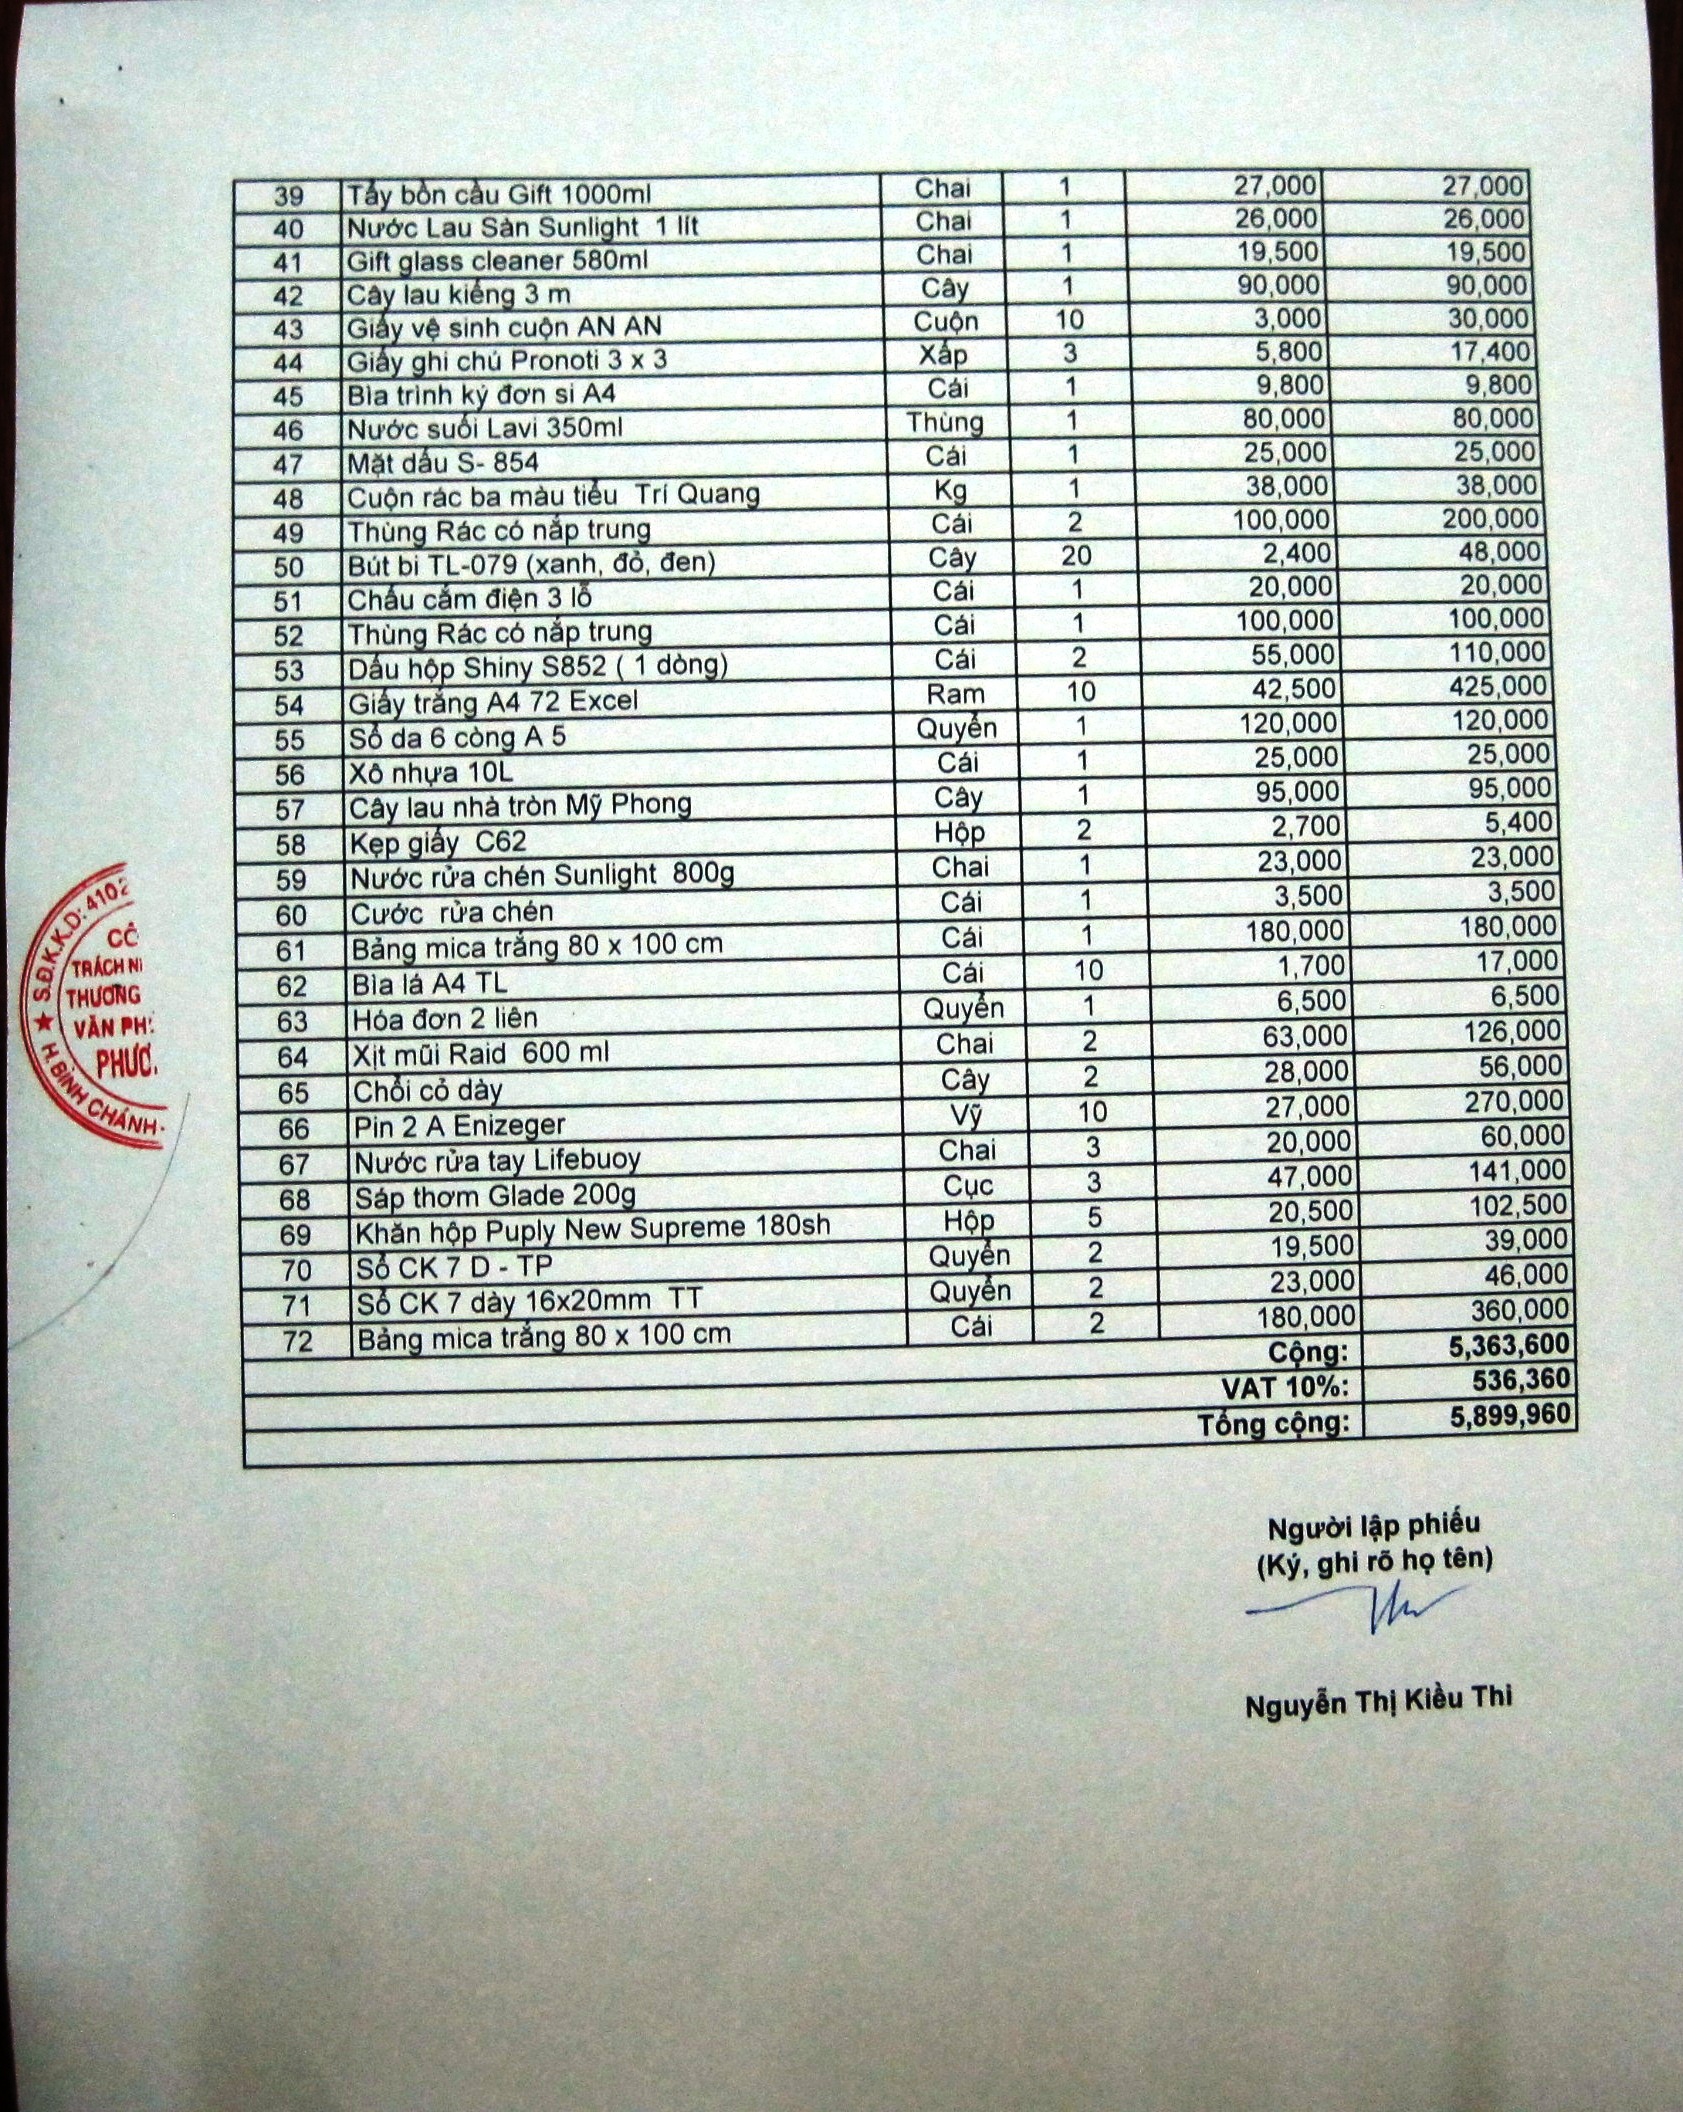 39 Tẩy bồn cầu Gift 1000ml Chai 1 27,000 27,000
40 Nước Lau Sàn Sunlight 1 lít Chai 1 26,000 26,000
41 Gift glass cleaner 580ml Chai 1 19,500 19,500
42 Cây lau kiếng 3 m Cây 1 90,000 90,000
43 Giấy vệ sinh cuộn AN AN Cuộn 10 3,000 30,000
44 Giấy ghi chú Pronoti 3 x 3 Xấp 3 5,800 17,400
45 Bìa trình ký đơn si A4 Cái 1 9,800 9,800
46 Nước suối Lavi 350ml Thùng 1 80,000 80,000
47 Mặt dấu S- 854 Cái 1 25,000 25,000
48 Cuộn rác ba màu tiểu Trí Quang Kg 1 38,000 38,000
49 Thùng Rác có nắp trung Cái 2 100,000 200,000
50 Bút bi TL-079 (xanh, đỏ, đen) Cây 20 2,400 48,000
51 Chấu cắm điện 3 lỗ Cái 1 20,000 20,000
52 Thùng Rác có nắp trung Cái 1 100,000 100,000
53 Dấu hộp Shiny S852 ( 1 dòng) Cái 2 55,000 110,000
54 Giấy trắng A4 72 Excel Ram 10 42,500 425,000
55 Sổ da 6 còng A 5 Quyển 1 120,000 120,000
56 Xô nhựa 10L Cái 1 25,000 25,000
57 Cây lau nhà tròn Mỹ Phong Cây 1 95,000 95,000
58 Kẹp giấy C62 Hộp 2 2,700 5,400
59 Nước rửa chén Sunlight 800g Chai 1 23,000 23,000
60 Cước rửa chén Cái 1 3,500 3,500
61 Bảng mica trắng 80 x 100 cm Cái 1 180,000 180,000
62 Bìa lá A4 TL Cái 10 1,700 17,000
63 Hóa đơn 2 liên Quyển 1 6,500 6,500
64 Xịt mũi Raid 600 ml Chai 2 63,000 126,000
65 Chổi cỏ dày Cây 2 28,000 56,000
66 Pin 2 A Enizeger Vỹ 10 27,000 270,000
67 Nước rửa tay Lifebuoy Chai 3 20,000 60,000
68 Sáp thơm Glade 200g Cục 3 47,000 141,000
69 Khăn hộp Puply New Supreme 180sh Hộp 5 20,500 102,500
70 Sổ CK 7 D - TP Quyển 2 19,500 39,000
71 Sổ CK 7 dày 16x20mm TT Quyển 2 23,000 46,000
72 Bảng mica trắng 80 x 100 cm Cái 2 180,000 360,000
Cộng: 5,363,600
VAT 10%: 536,360
Tổng cộng: 5,899,960
S.Đ.K.K.D: 4102
CÔ
TRÁCH N
THƯƠNG
VĂN PH
PHƯƠ
H.BÌNH CHÁNH
Người lập phiếu
(Ký, ghi rõ họ tên)
Nguyễn Thị Kiều Thi